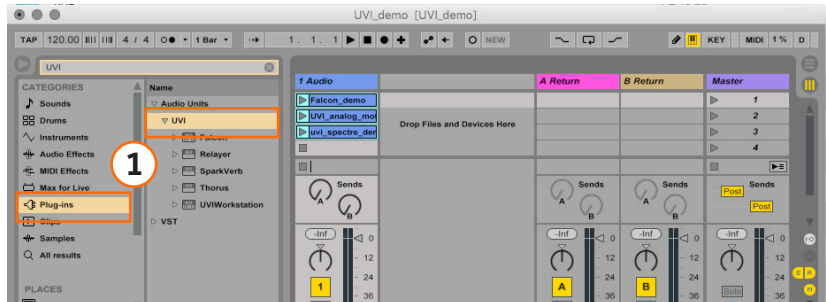 UVI_demo [UVI_demo]
TAP 120.00 4 / 4 1 Bar 1. 1. 1 NEW KEY MIDI 1 % D
UVI
CATEGORIES
Sounds
Drums
Instruments
Audio Effects
MIDI Effects
Max for Live
Plug-ins
Clips
Samples
All results
PLACES
1
Name
Audio Units
UVI
Falcon
Relayer
SparkVerb
Thorus
UVIWorkstation
VST
1 Audio
Falcon_demo
UVI_analog_mot
uvi_spectro_der
Drop Files and Devices Here
A Return
B Return
Master
1
2
3
4
Sends
A
B
Sends
A
B
Sends
A
B
Sends
Post
Post
-Inf 0
12
24
36
1
-Inf 0
12
24
36
A
-Inf 0
12
24
36
B
-Inf 0
12
24
36
Solo
I·O
R